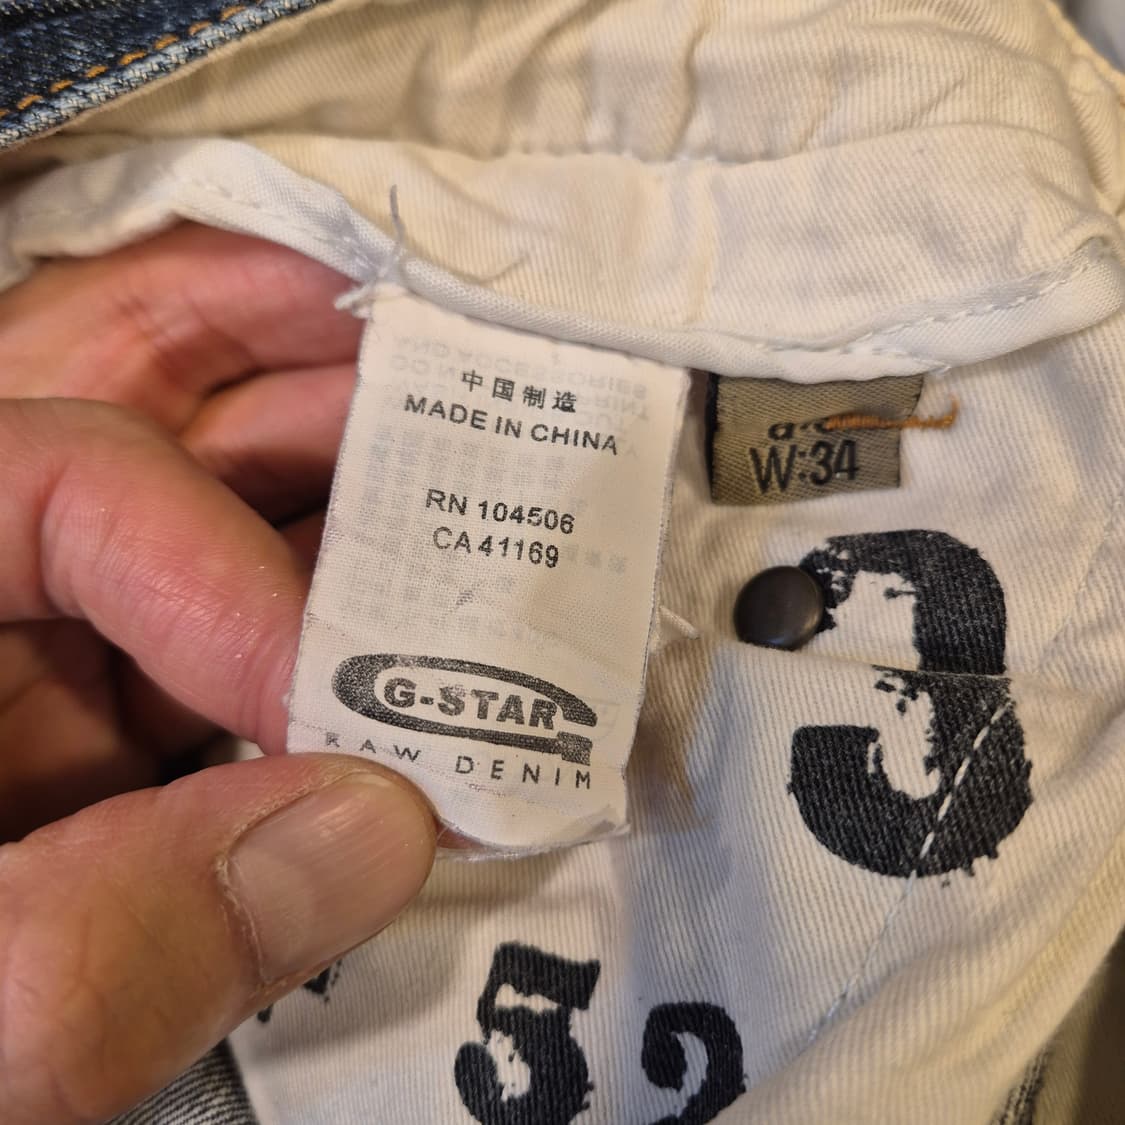 中国制造
MADE IN CHINA
RN 104506
CA 41169
G-STAR
RAW DENIM
W:34
3
52